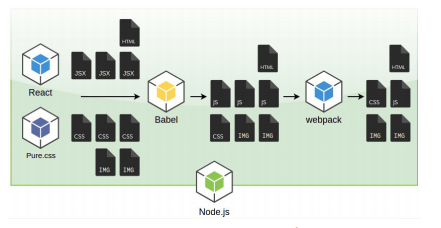 HTML HTML HTML
JSX JSX JSX JS JS JS CSS JS
React Babel webpack
CSS CSS CSS CSS IMG IMG IMG IMG
Pure.css
IMG IMG
Node.js